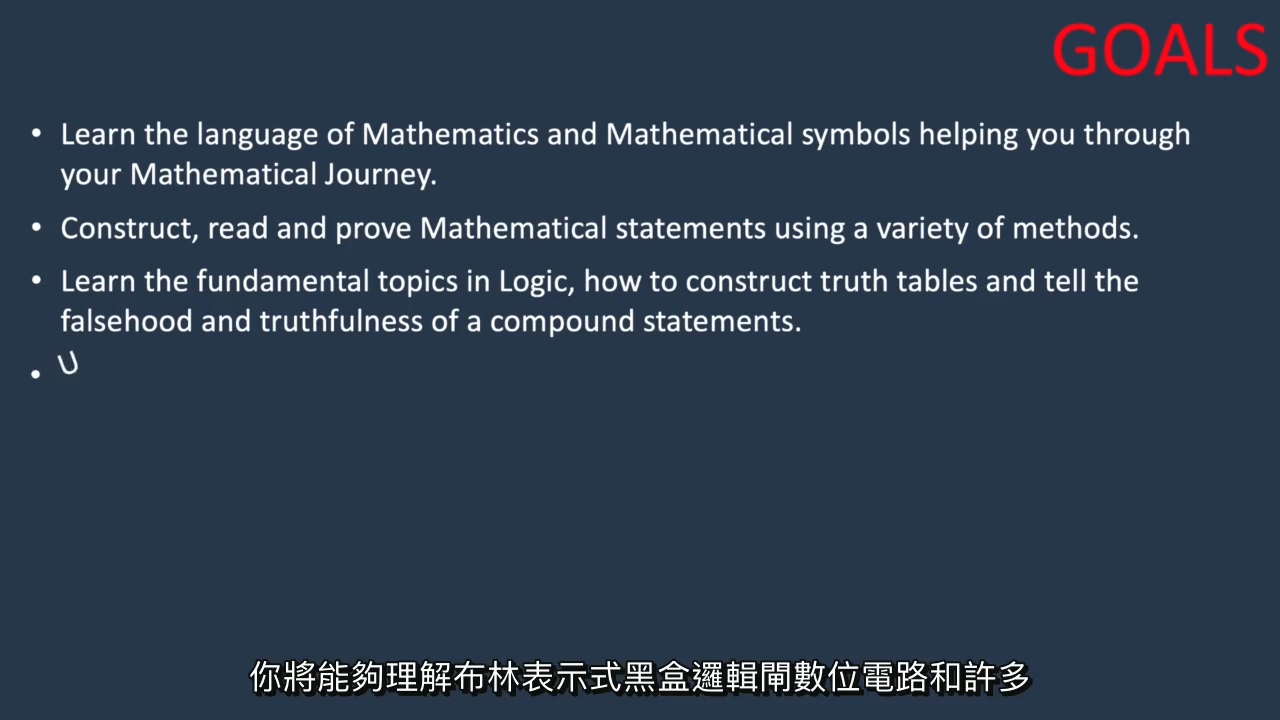 GOALS
• Learn the language of Mathematics and Mathematical symbols helping you through
your Mathematical Journey.
• Construct, read and prove Mathematical statements using a variety of methods.
• Learn the fundamental topics in Logic, how to construct truth tables and tell the
falsehood and truthfulness of a compound statements.
• U
你將能夠理解布林表示式黑盒邏輯閘數位電路和許多